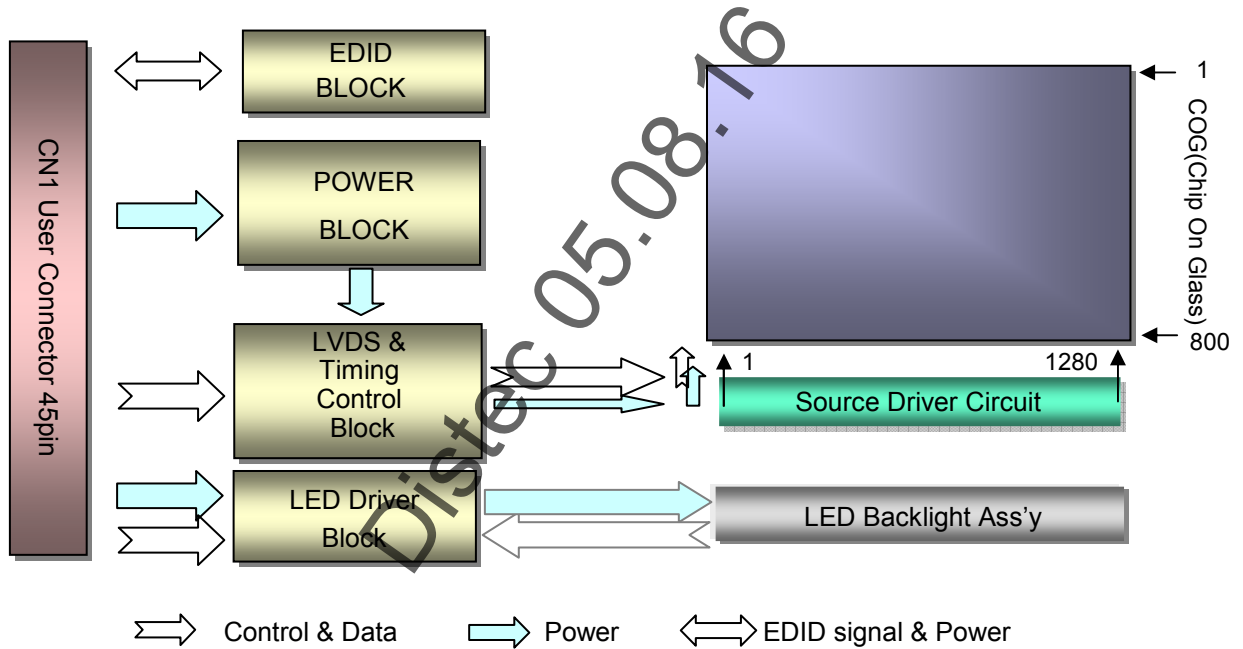 EDID
BLOCK
1
CN1 User Connector 45pin
POWER
BLOCK
COG(Chip On Glass)
Distec 05.08.16
LVDS &
Timing
Control
Block
800
1
1280
Source Driver Circuit
LED Driver
Block
LED Backlight Ass'y
Control & Data
Power
EDID signal & Power